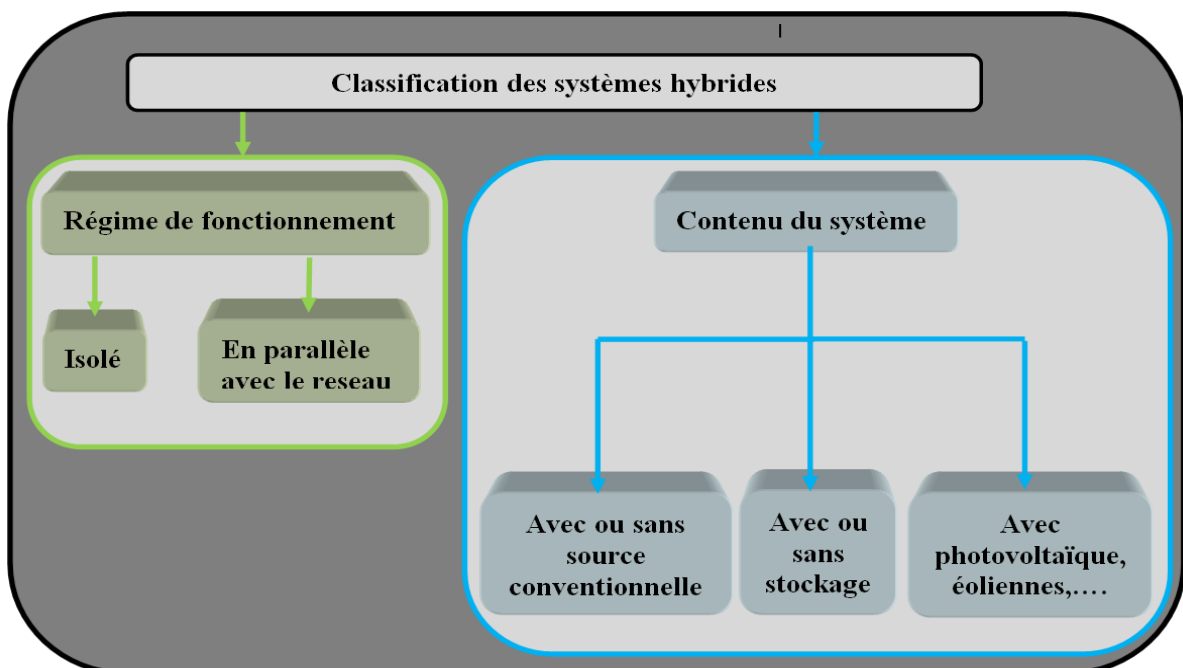 Classification des systèmes hybrides
Régime de fonctionnement
Isolé
En parallèle
avec le reseau
Contenu du système
Avec ou sans
source
conventionnelle
Avec ou
sans
stockage
Avec
photovoltaïque,
éoliennes,....